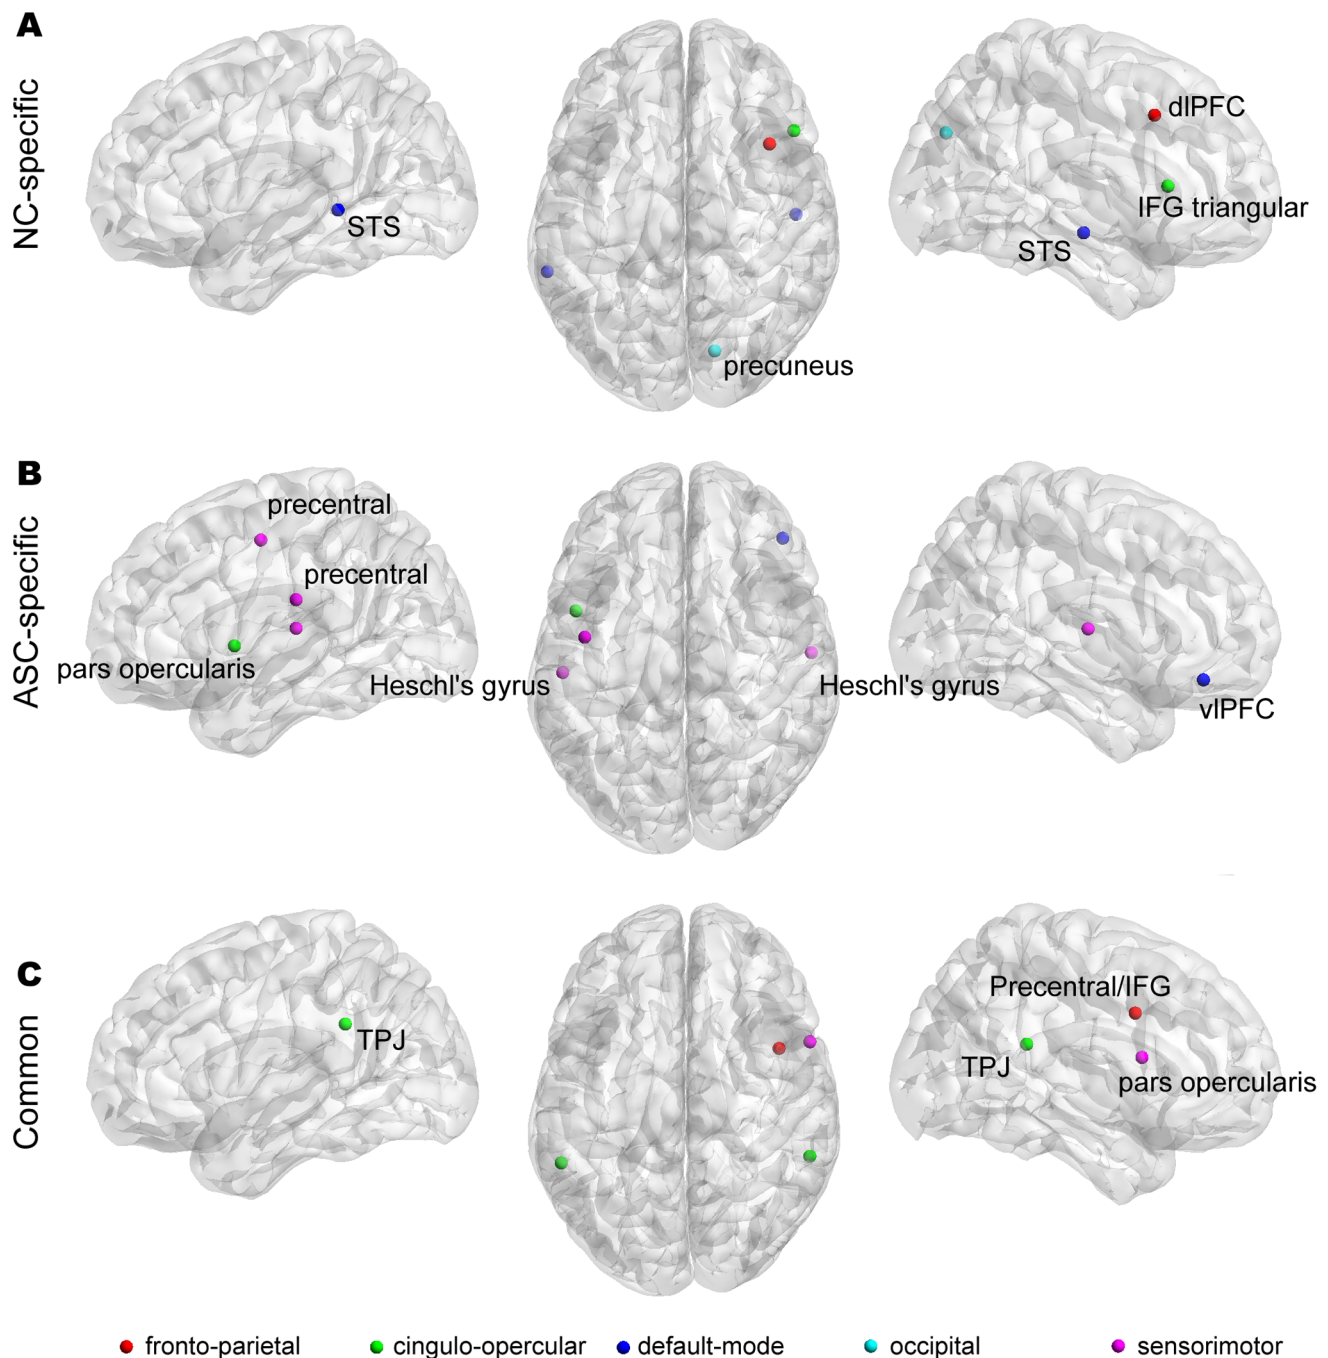 A
NC-specific
STS
precuneus
dlPFC
IFG triangular
STS
B
ASC-specific
precentral
precentral
pars opercularis
Heschl's gyrus
Heschl's gyrus
vlPFC
C
Common
TPJ
Precentral/IFG
TPJ
pars opercularis
fronto-parietal
cingulo-opercular
default-mode
occipital
sensorimotor